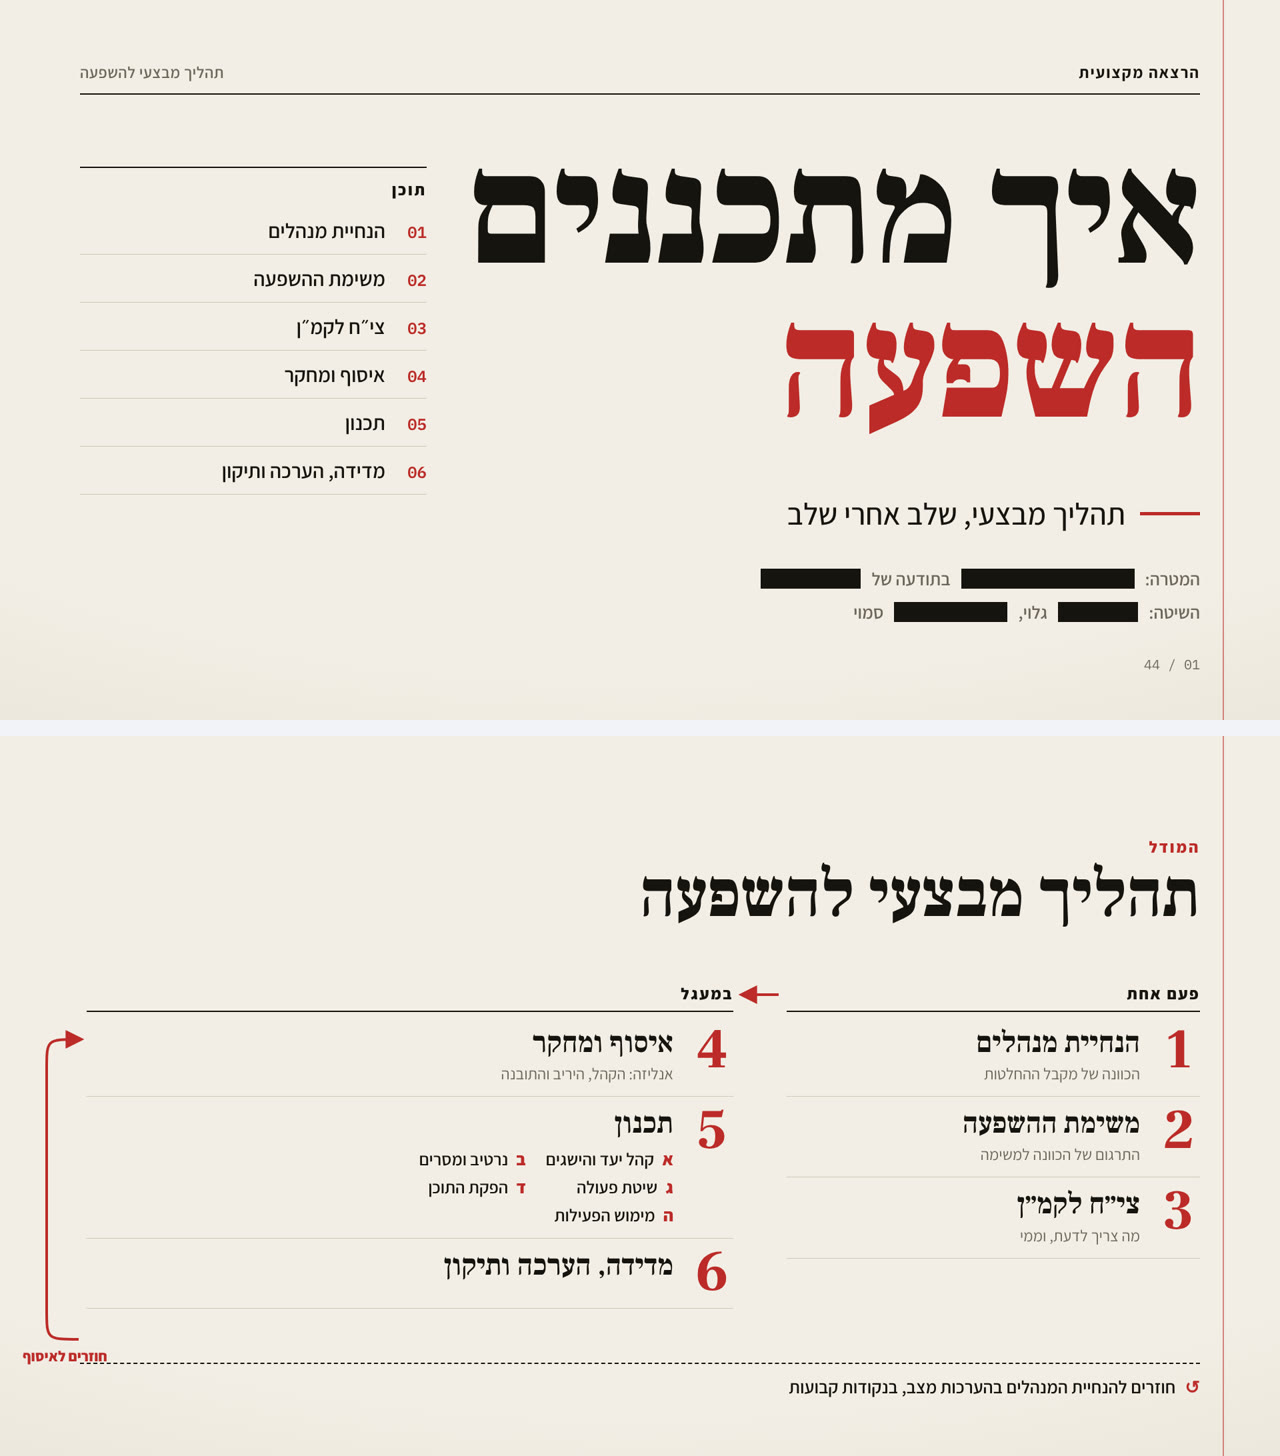 הרצאה מקצועית
תהליך מבצעי להשפעה
איך מתכננים
השפעה
תהליך מבצעי, שלב אחרי שלב
המטרה: בתודעה של
השיטה: גלוי, סמוי
01 / 44
תוכן
01 הנחיית מנהלים
02 משימת ההשפעה
03 צי״ח לקמ״ן
04 איסוף ומחקר
05 תכנון
06 מדידה, הערכה ותיקון
המודל
תהליך מבצעי להשפעה
פעם אחת
1 הנחיית מנהלים
הכוונה של מקבל ההחלטות
2 משימת ההשפעה
התרגום של הכוונה למשימה
3 צי״ח לקמ״ן
מה צריך לדעת, וממי
במעגל
4 איסוף ומחקר
אנליזה: הקהל, היריב והתובנה
5 תכנון
א קהל יעד והישגים ב נרטיב ומסרים
ג שיטת פעולה ד הפקת התוכן
ה מימוש הפעילות
6 מדידה, הערכה ותיקון
חוזרים לאיסוף
↺ חוזרים להנחיית המנהלים בהערכות מצב, בנקודות קבועות